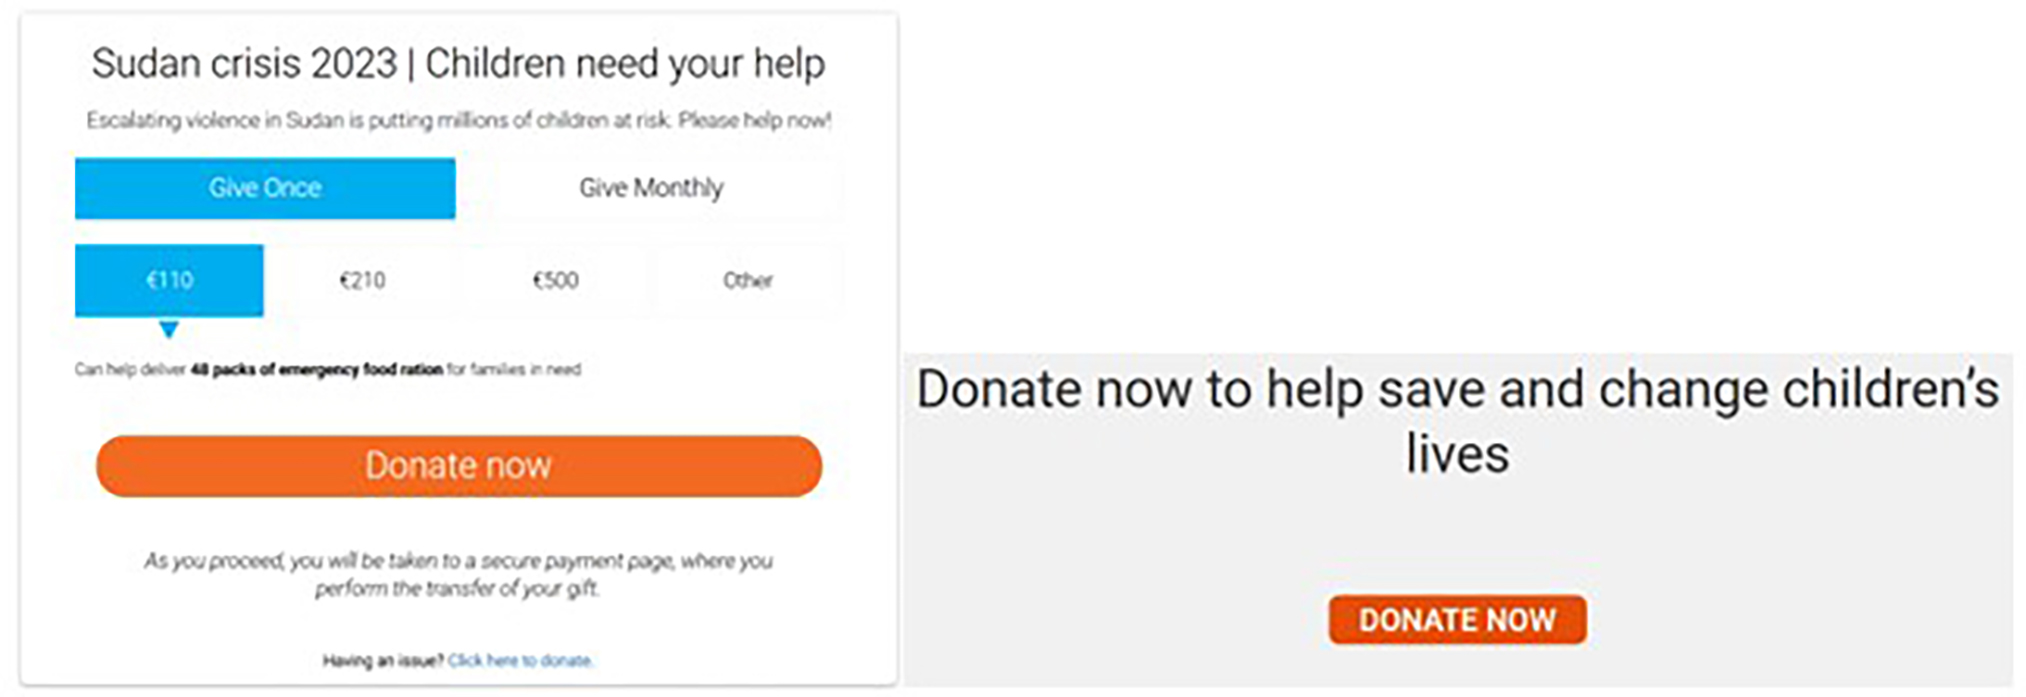 Sudan crisis 2023 | Children need your help
Escalating violence in Sudan is putting millions of children at risk. Please help now!
Give Once
Give Monthly
€110
€210
€500
Other
Can help deliver 48 packs of emergency food ration for families in need
Donate now
As you proceed, you will be taken to a secure payment page, where you
perform the transfer of your gift.
Having an issue? Click here to donate.
Donate now to help save and change children's
lives
DONATE NOW